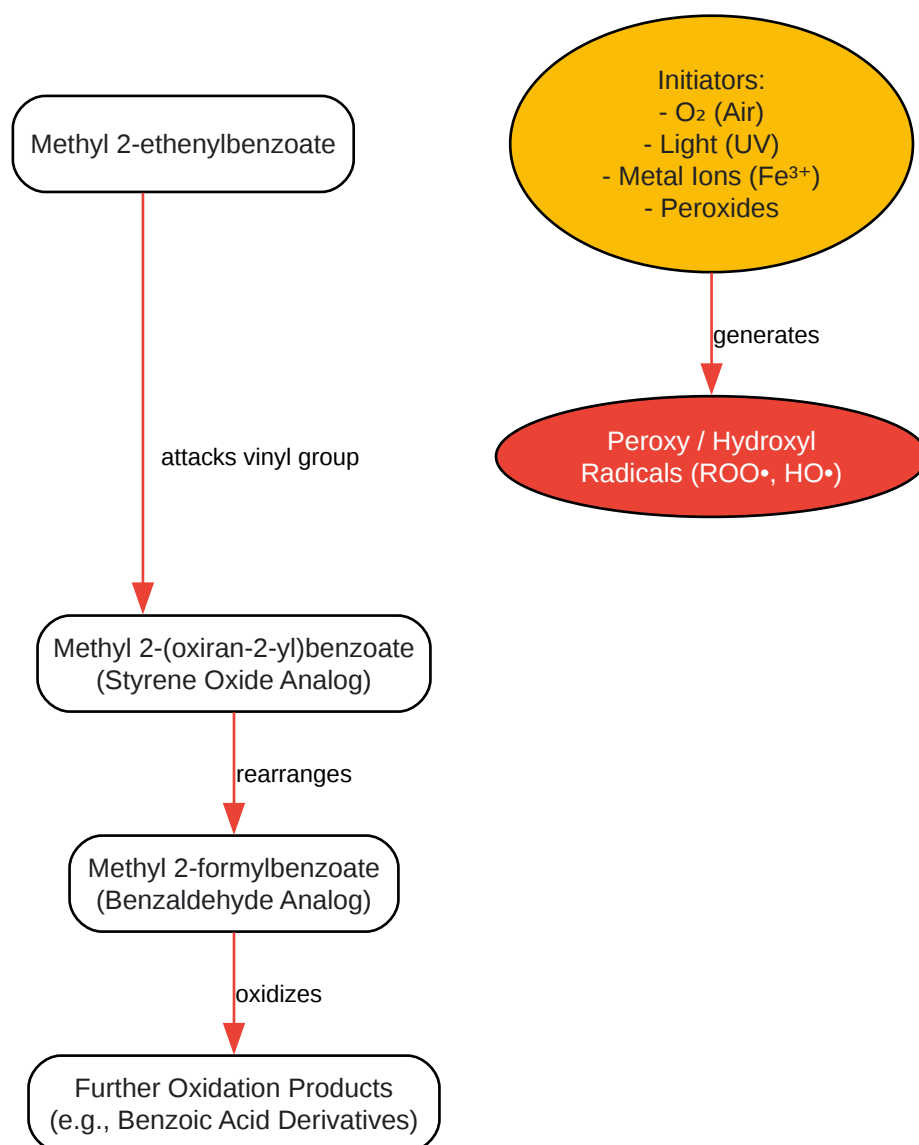 Initiators:
- O₂ (Air)
- Light (UV)
- Metal Ions (Fe³⁺)
- Peroxides
Methyl 2-ethenylbenzoate
generates
Peroxy / Hydroxyl
Radicals (ROO•, HO•)
attacks vinyl group
Methyl 2-(oxiran-2-yl)benzoate
(Styrene Oxide Analog)
rearranges
Methyl 2-formylbenzoate
(Benzaldehyde Analog)
oxidizes
Further Oxidation Products
(e.g., Benzoic Acid Derivatives)